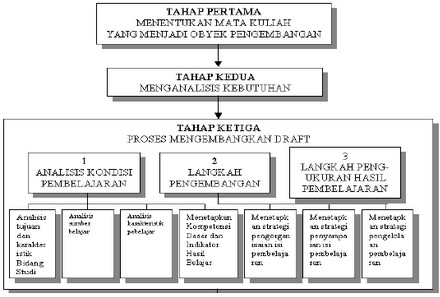 TAHAP PERTAMA
MENENTUKAN MATA KULIAH
YANG MENJADI OBYEK PENGEMBANGAN
TAHAP KEDUA
MENGANALISIS KEBUTUHAN
TAHAP KETIGA
PROSES MENGEMBANGKAN DRAFT
1
ANALISIS KONDISI
PEMBELAJARAN
2
LANGKAH
PENGEMBANGAN
3
LANGKAH PENG-
UKURAN HASIL
PEMBELAJARAN
Analisis
tujuan
dan
karakter
istik
Bidang
Studi
Analisis
sumber
belajar
Analisis
karakteristik
pebelajar
Menetapkan
Kompetensi
Dasar dan
Indikator
Hasil
Belajar
Menetapk
an strategi
pengorgan
isasian isi
pembelaja
ran
Menetapk
an strategi
penyampa
ian isi
pembelaja
ran
Menetapk
an strategi
pengelola
an
pembelaja
ran